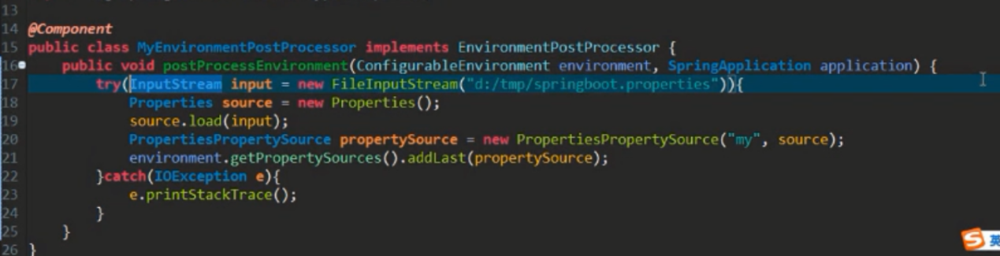 13
14 @Component
15 public class MyEnvironmentPostProcessor implements EnvironmentPostProcessor {
16 public void postProcessEnvironment(ConfigurableEnvironment environment, SpringApplication application) {
17 try(InputStream input = new FileInputStream("d:/tmp/springboot.properties")){
18 Properties source = new Properties();
19 source.load(input);
20 PropertiesPropertySource propertySource = new PropertiesPropertySource("my", source);
21 environment.getPropertySources().addLast(propertySource);
22 }catch(IOException e){
23 e.printStackTrace();
24 }
25 }
26 }
S 英